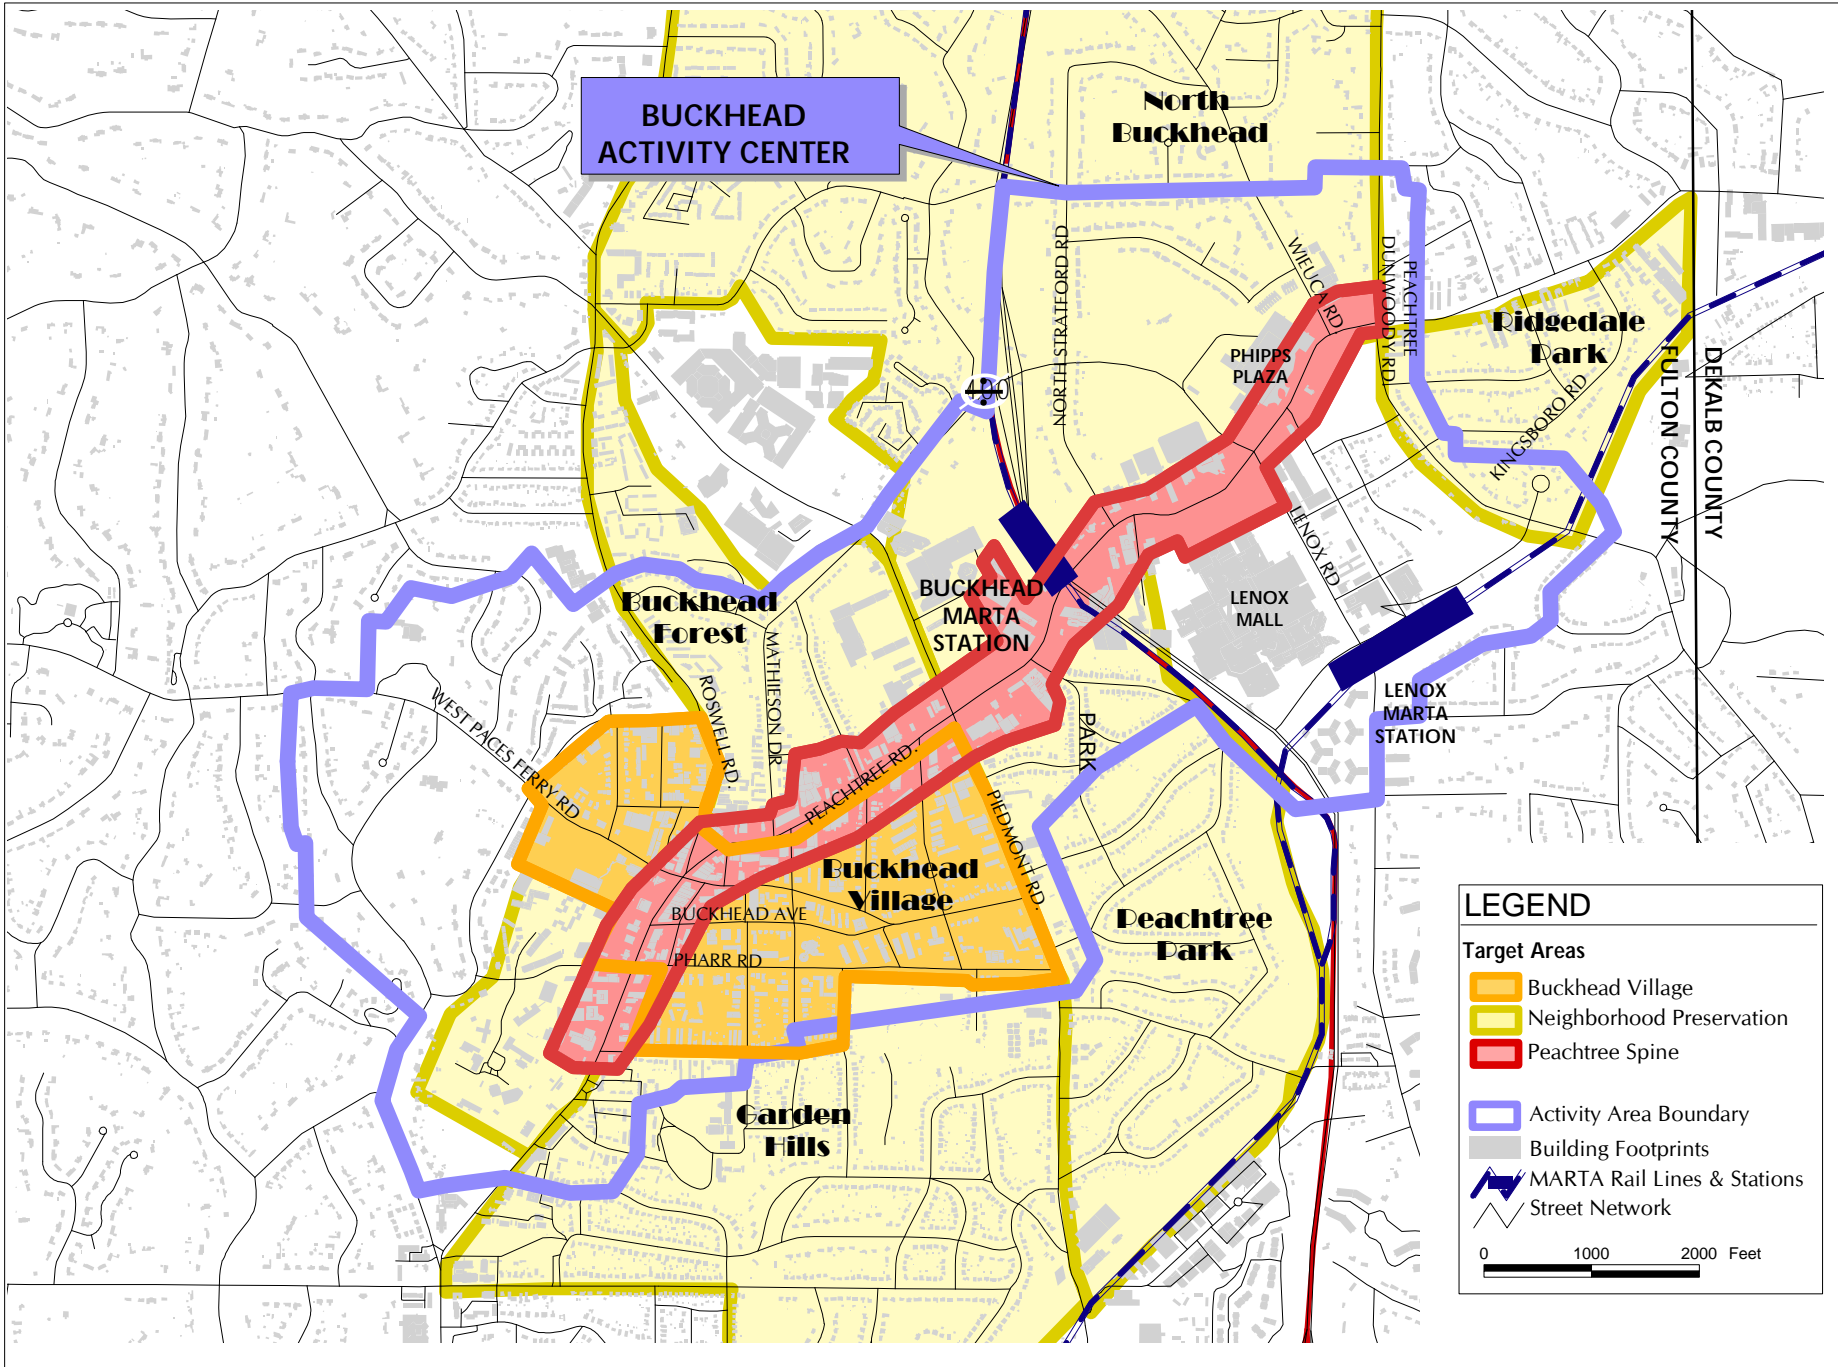 BUCKHEAD
ACTIVITY CENTER
North
Buckhead
NORTH STRATFORD RD
WIEUCA RD
PEACHTREE
DUNWOODY RD
Ridgedale
Park
PHIPPS
PLAZA
FULTON COUNTY
DEKALB COUNTY
400
KINGSBORO RD
LENOX RD
BUCKHEAD
MARTA
STATION
LENOX
MALL
Buckhead
Forest
MATHIESON DR
ROSWELL RD.
WEST PACES FERRY RD
LENOX
MARTA
STATION
PARK
PEACHTREE RD.
PIEDMONT RD.
Buckhead
Village
BUCKHEAD AVE
PHARR RD
Peachtree
Park
Garden
Hills
LEGEND
Target Areas
Buckhead Village
Neighborhood Preservation
Peachtree Spine
Activity Area Boundary
Building Footprints
MARTA Rail Lines & Stations
Street Network
0 1000 2000 Feet